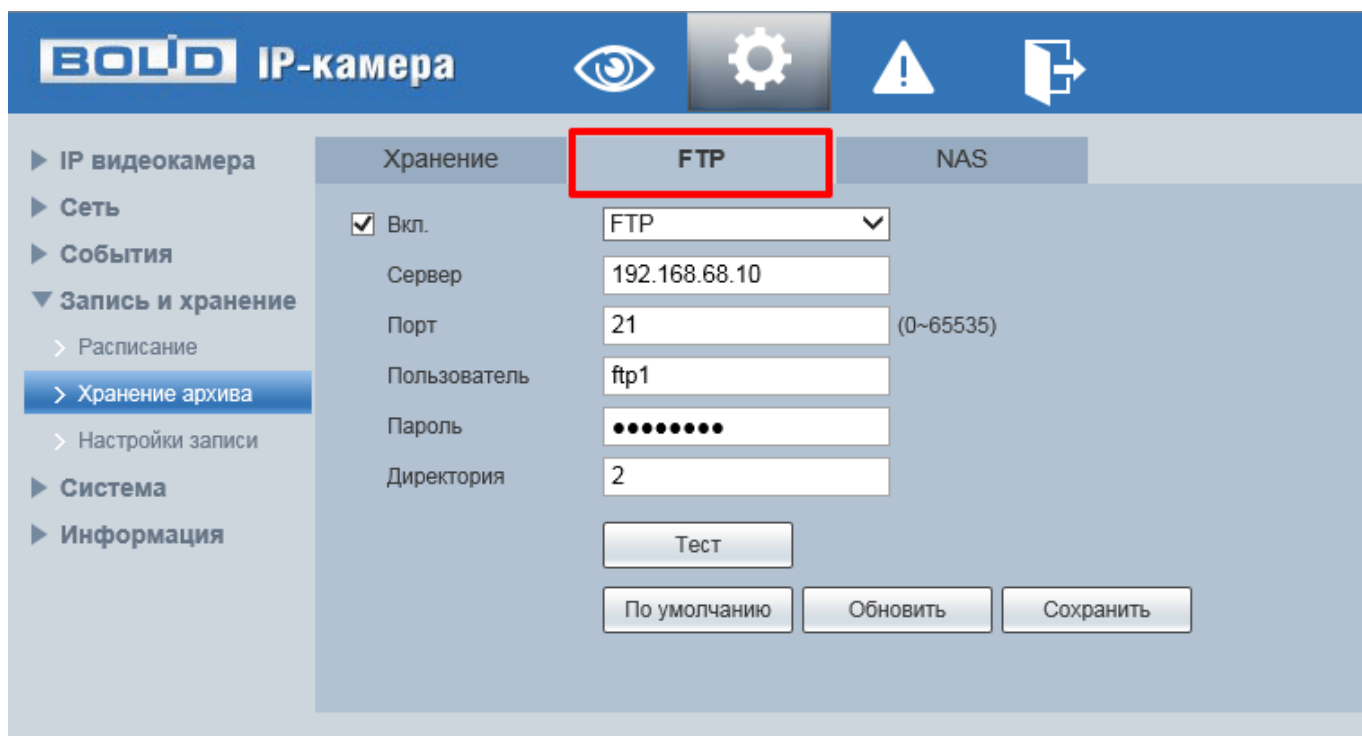 BOLID IP-камера
IP видеокамера
Сеть
События
Запись и хранение
Расписание
Хранение архива
Настройки записи
Система
Информация
Хранение FTP NAS
Вкл. FTP
Сервер 192.168.68.10
Порт 21 (0~65535)
Пользователь ftp1
Пароль ●●●●●●●●
Директория 2
Тест
По умолчанию Обновить Сохранить